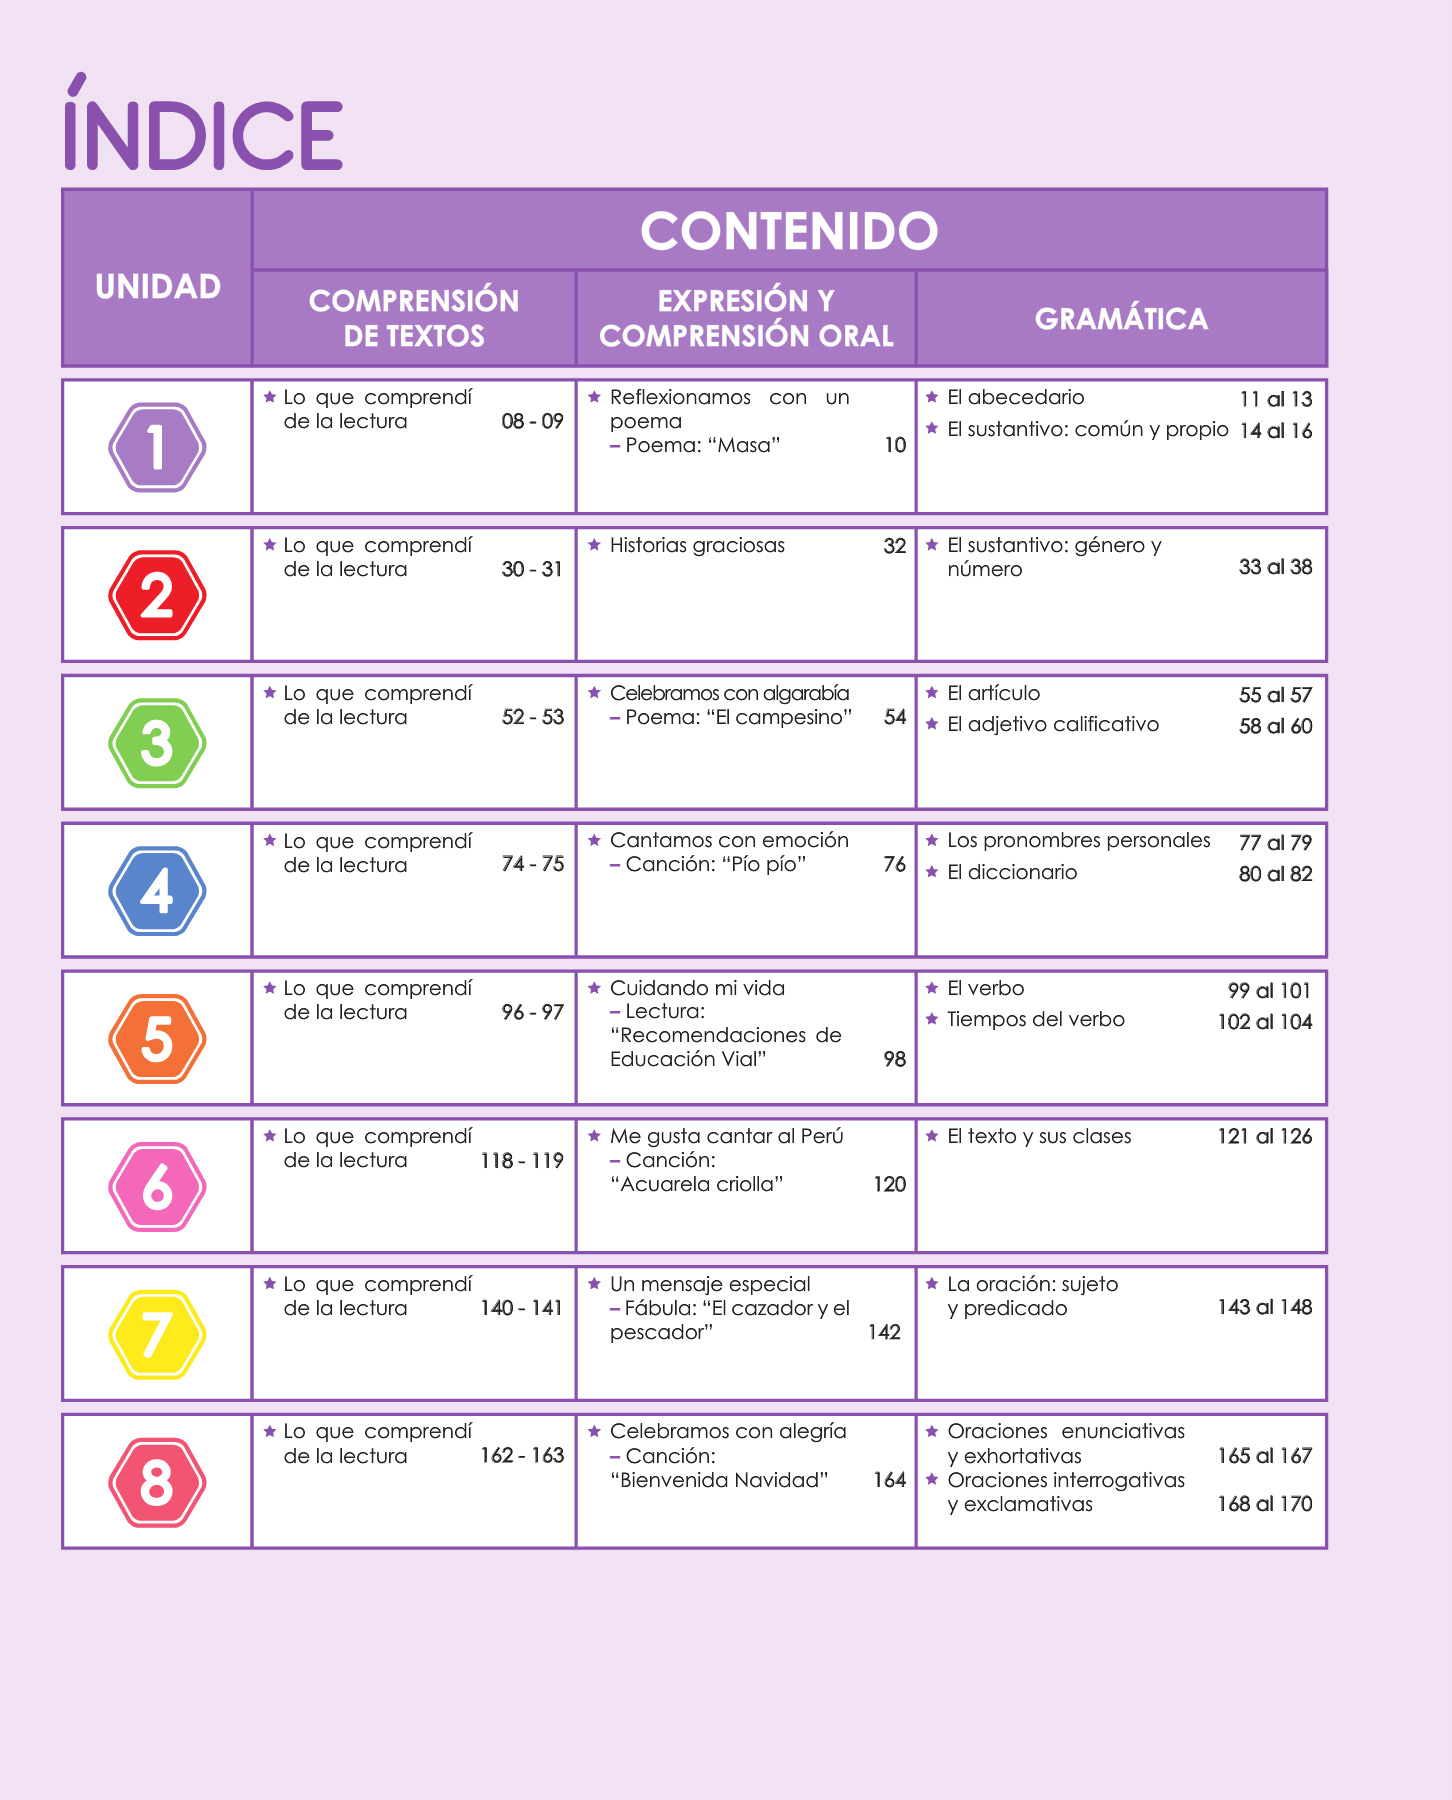 ÍNDICE
UNIDAD
CONTENIDO
COMPRENSIÓN
DE TEXTOS
EXPRESIÓN Y
COMPRENSIÓN ORAL
GRAMÁTICA
1
Lo que comprendí
de la lectura 08 - 09
Reflexionamos con un
poema
– Poema: “Masa” 10
El abecedario 11 al 13
El sustantivo: común y propio 14 al 16
2
Lo que comprendí
de la lectura 30 - 31
Historias graciosas 32
El sustantivo: género y
número 33 al 38
3
Lo que comprendí
de la lectura 52 - 53
Celebramos con algarabía
– Poema: “El campesino” 54
El artículo 55 al 57
El adjetivo calificativo 58 al 60
4
Lo que comprendí
de la lectura 74 - 75
Cantamos con emoción
– Canción: “Pío pío” 76
Los pronombres personales 77 al 79
El diccionario 80 al 82
5
Lo que comprendí
de la lectura 96 - 97
Cuidando mi vida
– Lectura:
“Recomendaciones de
Educación Vial” 98
El verbo 99 al 101
Tiempos del verbo 102 al 104
6
Lo que comprendí
de la lectura 118 - 119
Me gusta cantar al Perú
– Canción:
“Acuarela criolla” 120
El texto y sus clases 121 al 126
7
Lo que comprendí
de la lectura 140 - 141
Un mensaje especial
– Fábula: “El cazador y el
pescador” 142
La oración: sujeto
y predicado 143 al 148
8
Lo que comprendí
de la lectura 162 - 163
Celebramos con alegría
– Canción:
“Bienvenida Navidad” 164
Oraciones enunciativas
y exhortativas 165 al 167
Oraciones interrogativas
y exclamativas 168 al 170